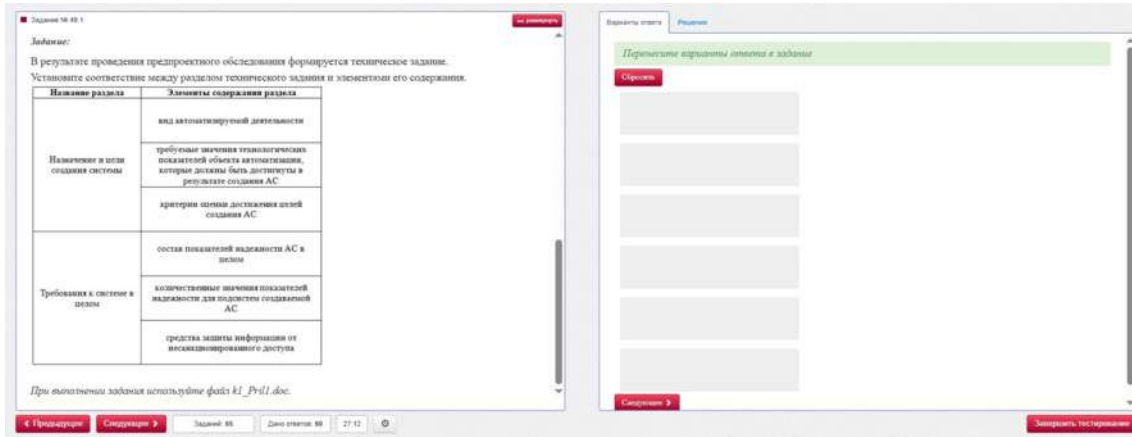 Задание № 49.1
развернуть
Задание:
В результате проведения предпроектного обследования формируется техническое задание.
Установите соответствие между разделом технического задания и элементами его содержания.
Название раздела
Элементы содержания раздела
Назначение и цели
создания системы
вид автоматизируемой деятельности
требуемые значения технологических
показателей объекта автоматизации,
которые должны быть достигнуты в
результате создания АС
критерии оценки достижения целей
создания АС
Требования к системе в
целом
состав показателей надежности АС в
целом
количественные значения показателей
надежности для подсистем создаваемой
АС
средства защиты информации от
несанкционированного доступа
При выполнении задания используйте файл k1_Pril1.doc.
Предыдущее
Следующее
Заданий: 65
Дано ответов:
27:12
Варианты ответа
Решение
Перенесите варианты ответа в задание
Сбросить
Следующее
Завершить тестирование